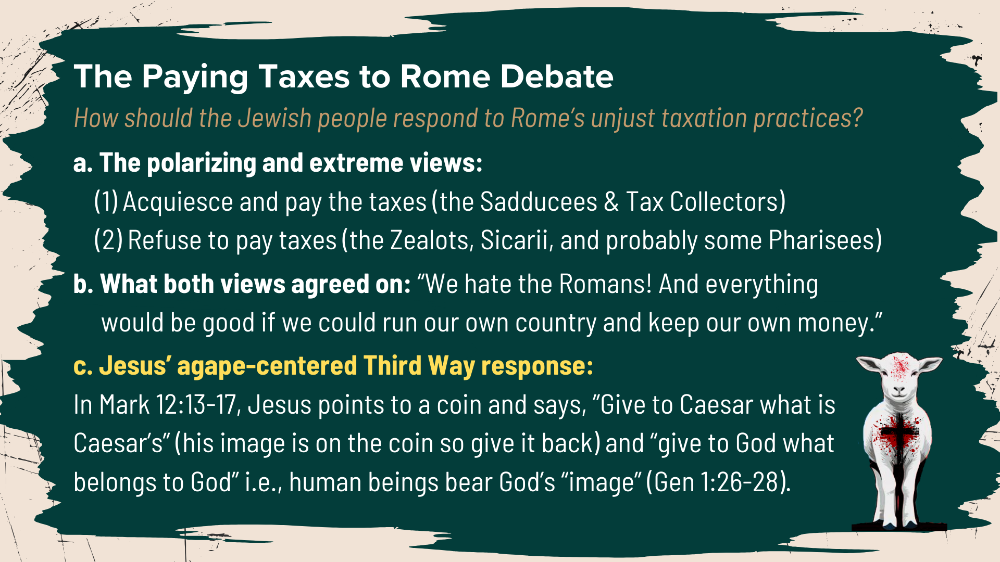 The Paying Taxes to Rome Debate
How should the Jewish people respond to Rome’s unjust taxation practices?
a. The polarizing and extreme views:
(1) Acquiesce and pay the taxes (the Sadducees & Tax Collectors)
(2) Refuse to pay taxes (the Zealots, Sicarii, and probably some Pharisees)
b. What both views agreed on: “We hate the Romans! And everything
would be good if we could run our own country and keep our own money.”
c. Jesus’ agape-centered Third Way response:
In Mark 12:13-17, Jesus points to a coin and says, ”Give to Caesar what is
Caesar’s” (his image is on the coin so give it back) and “give to God what
belongs to God” i.e., human beings bear God’s “image” (Gen 1:26-28).